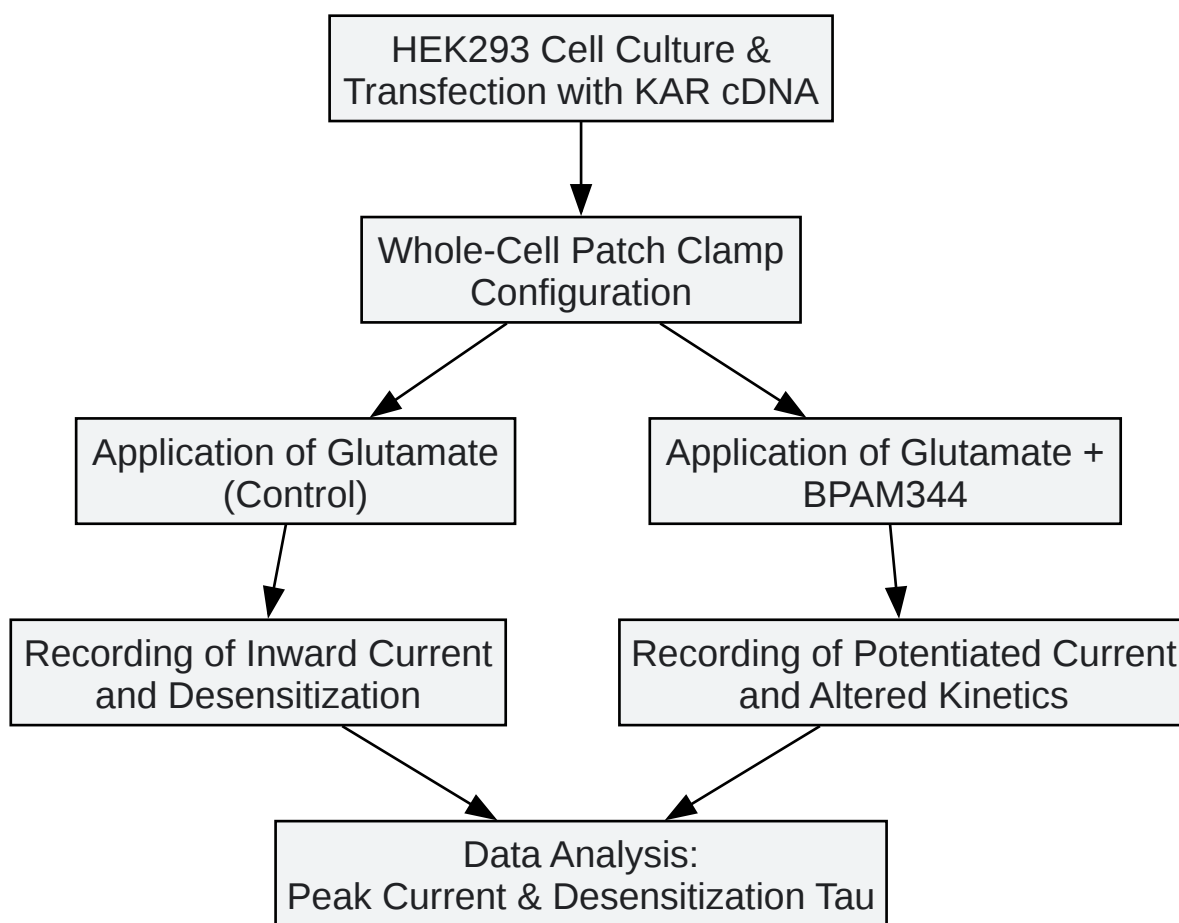 HEK293 Cell Culture &
Transfection with KAR cDNA
Whole-Cell Patch Clamp
Configuration
Application of Glutamate
(Control)
Application of Glutamate +
BPAM344
Recording of Inward Current
and Desensitization
Recording of Potentiated Current
and Altered Kinetics
Data Analysis:
Peak Current & Desensitization Tau